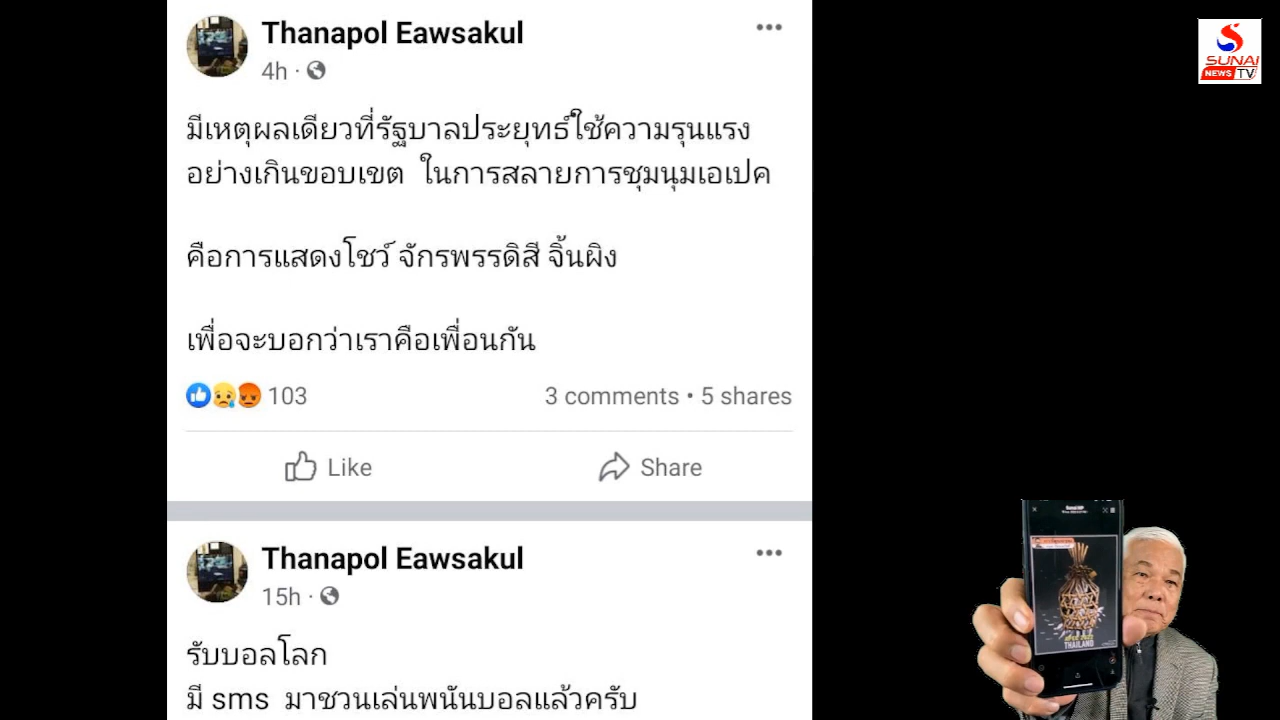 Thanapol Eawsakul
4h ·
มีเหตุผลเดียวที่รัฐบาลประยุทธ์ใช้ความรุนแรง
อย่างเกินขอบเขต ในการสลายการชุมนุมเอเปค
คือการแสดงโชว์ จักรพรรดิสี จิ้นผิง
เพื่อจะบอกว่าเราคือเพื่อนกัน
103
3 comments • 5 shares
Like
Share
Thanapol Eawsakul
15h ·
รับบอลโลก
มี sms มาชวนเล่นพนันบอลแล้วครับ
SUNAI
NEWS TV
APEC 2022
THAILAND